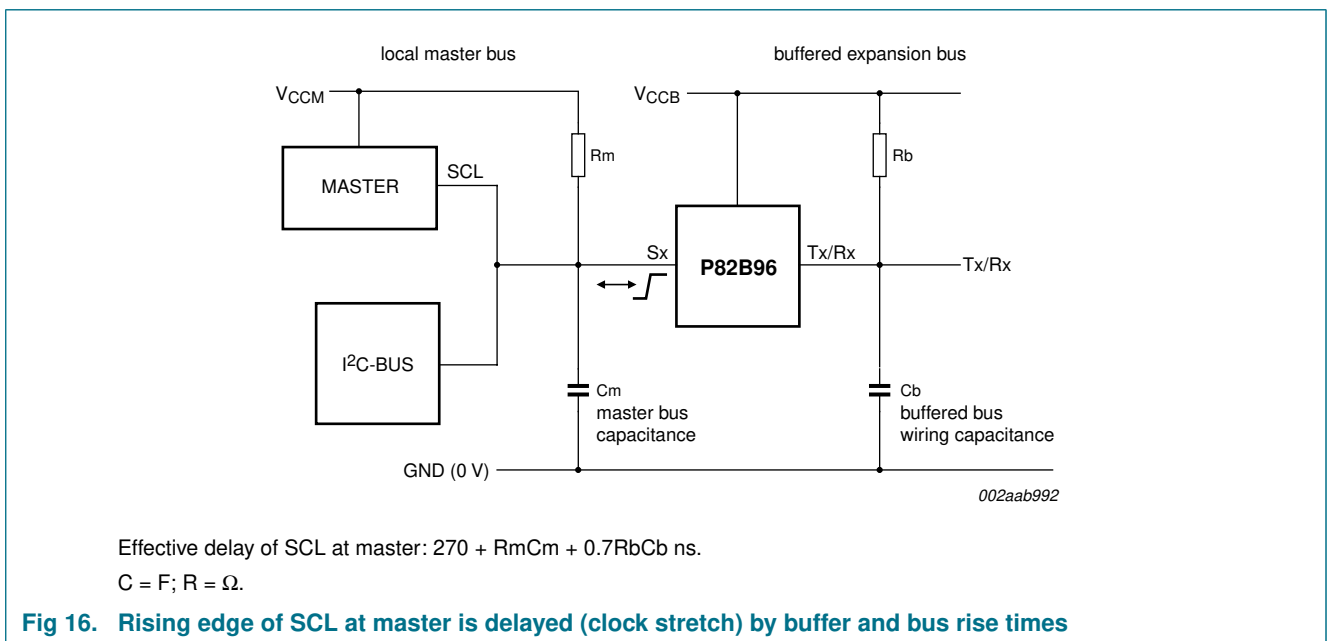 local master bus
buffered expansion bus
VCCM
VCCB
Rm
Rb
MASTER
SCL
Sx
P82B96
Tx/Rx
Tx/Rx
I²C-BUS
Cm
master bus
capacitance
Cb
buffered bus
wiring capacitance
GND (0 V)
002aab992
Effective delay of SCL at master: 270 + RmCm + 0.7RbCb ns.
C = F; R = Ω.
Fig 16. Rising edge of SCL at master is delayed (clock stretch) by buffer and bus rise times